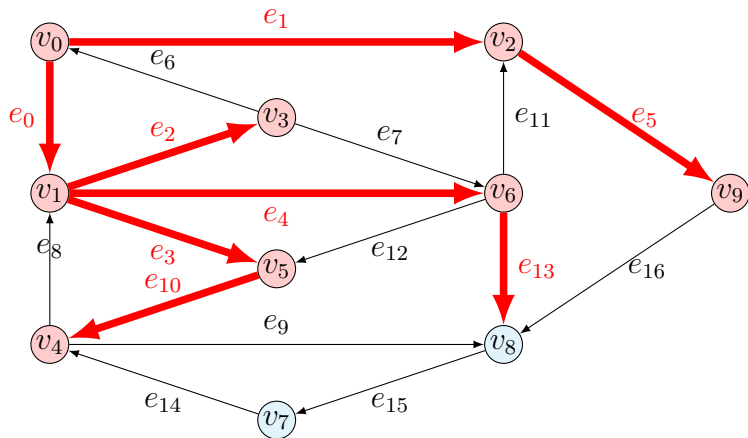 e₁
v₀
v₂
e₆
e₀
e₂
v₃
e₇
e₁₁
e₅
v₁
v₆
v₉
e₄
e₈
e₃
e₁₂
e₁₀
v₅
e₁₃
e₁₆
e₉
v₄
v₈
e₁₄
v₇
e₁₅